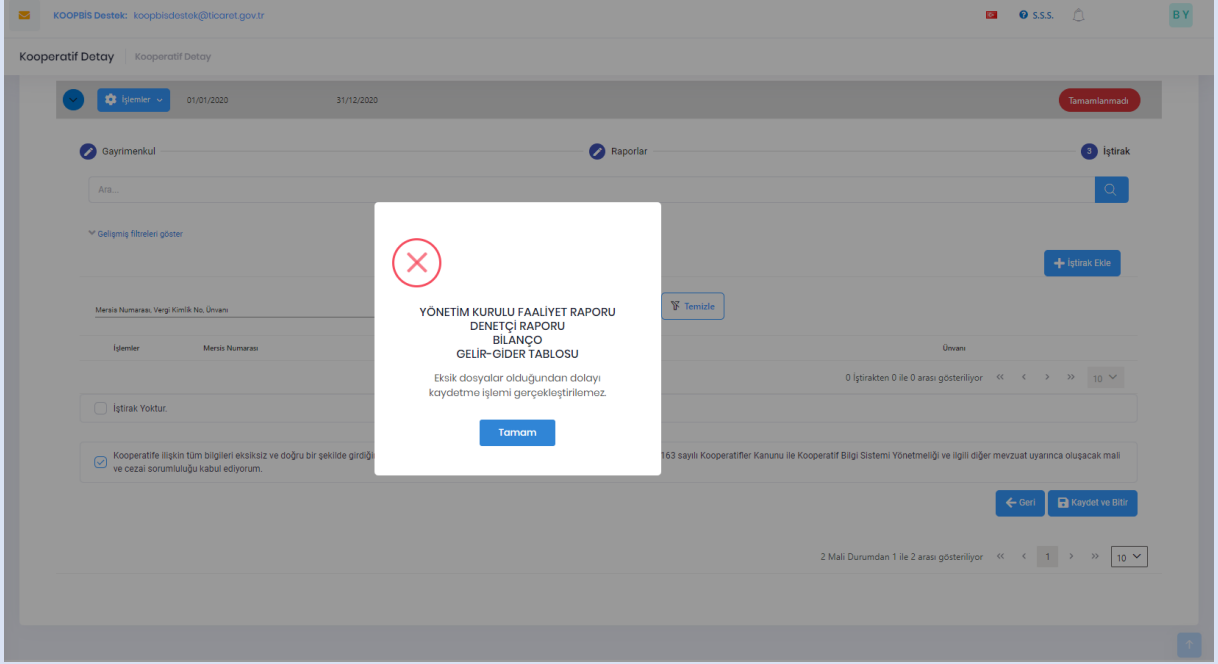 KOOPBİS Destek: koopbisdestek@ticaret.gov.tr
S.S.S.
B Y
Kooperatif Detay
Kooperatif Detay
İşlemler
01/01/2020
31/12/2020
Tamamlanmadı
Gayrimenkul
Raporlar
3 İştirak
Ara...
Gelişmiş filtreleri göster
İştirak Ekle
Mersis Numarası, Vergi Kimlik No, Ünvanı
Temizle
İşlemler
Mersis Numarası
Ünvanı
YÖNETİM KURULU FAALİYET RAPORU
DENETÇİ RAPORU
BİLANÇO
GELİR-GİDER TABLOSU
Eksik dosyalar olduğundan dolayı
kaydetme işlemi gerçekleştirilemez.
Tamam
0 İştirakten 0 ile 0 arası gösteriliyor
10
İştirak Yoktur.
Kooperatife ilişkin tüm bilgileri eksiksiz ve doğru bir şekilde 163 sayılı Kooperatifler Kanunu ile Kooperatif Bilgi Sistemi Yönetmeliği ve ilgili diğer mevzuat uyarınca oluşacak mali
ve cezai sorumluluğu kabul ediyorum.
Geri
Kaydet ve Bitir
2 Mali Durumdan 1 ile 2 arası gösteriliyor
1
10